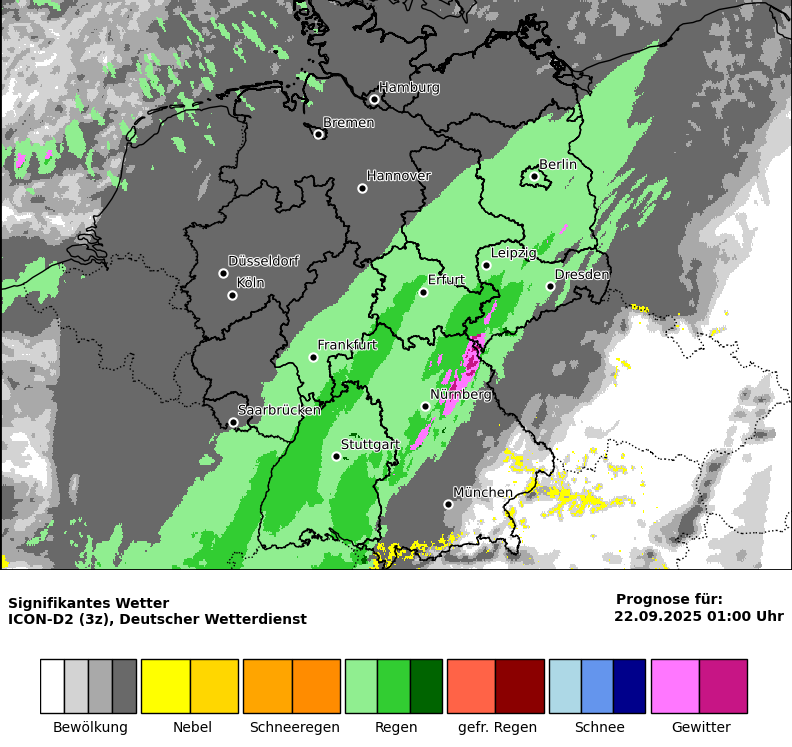 Hamburg
Bremen
Berlin
Hannover
Leipzig
Düsseldorf
Dresden
Köln
Erfurt
Frankfurt
Nürnberg
Saarbrücken
Stuttgart
München
Signifikantes Wetter
ICON-D2 (3z), Deutscher Wetterdienst
Prognose für:
22.09.2025 01:00 Uhr
Bewölkung
Nebel
Schneeregen
Regen
gefr. Regen
Schnee
Gewitter